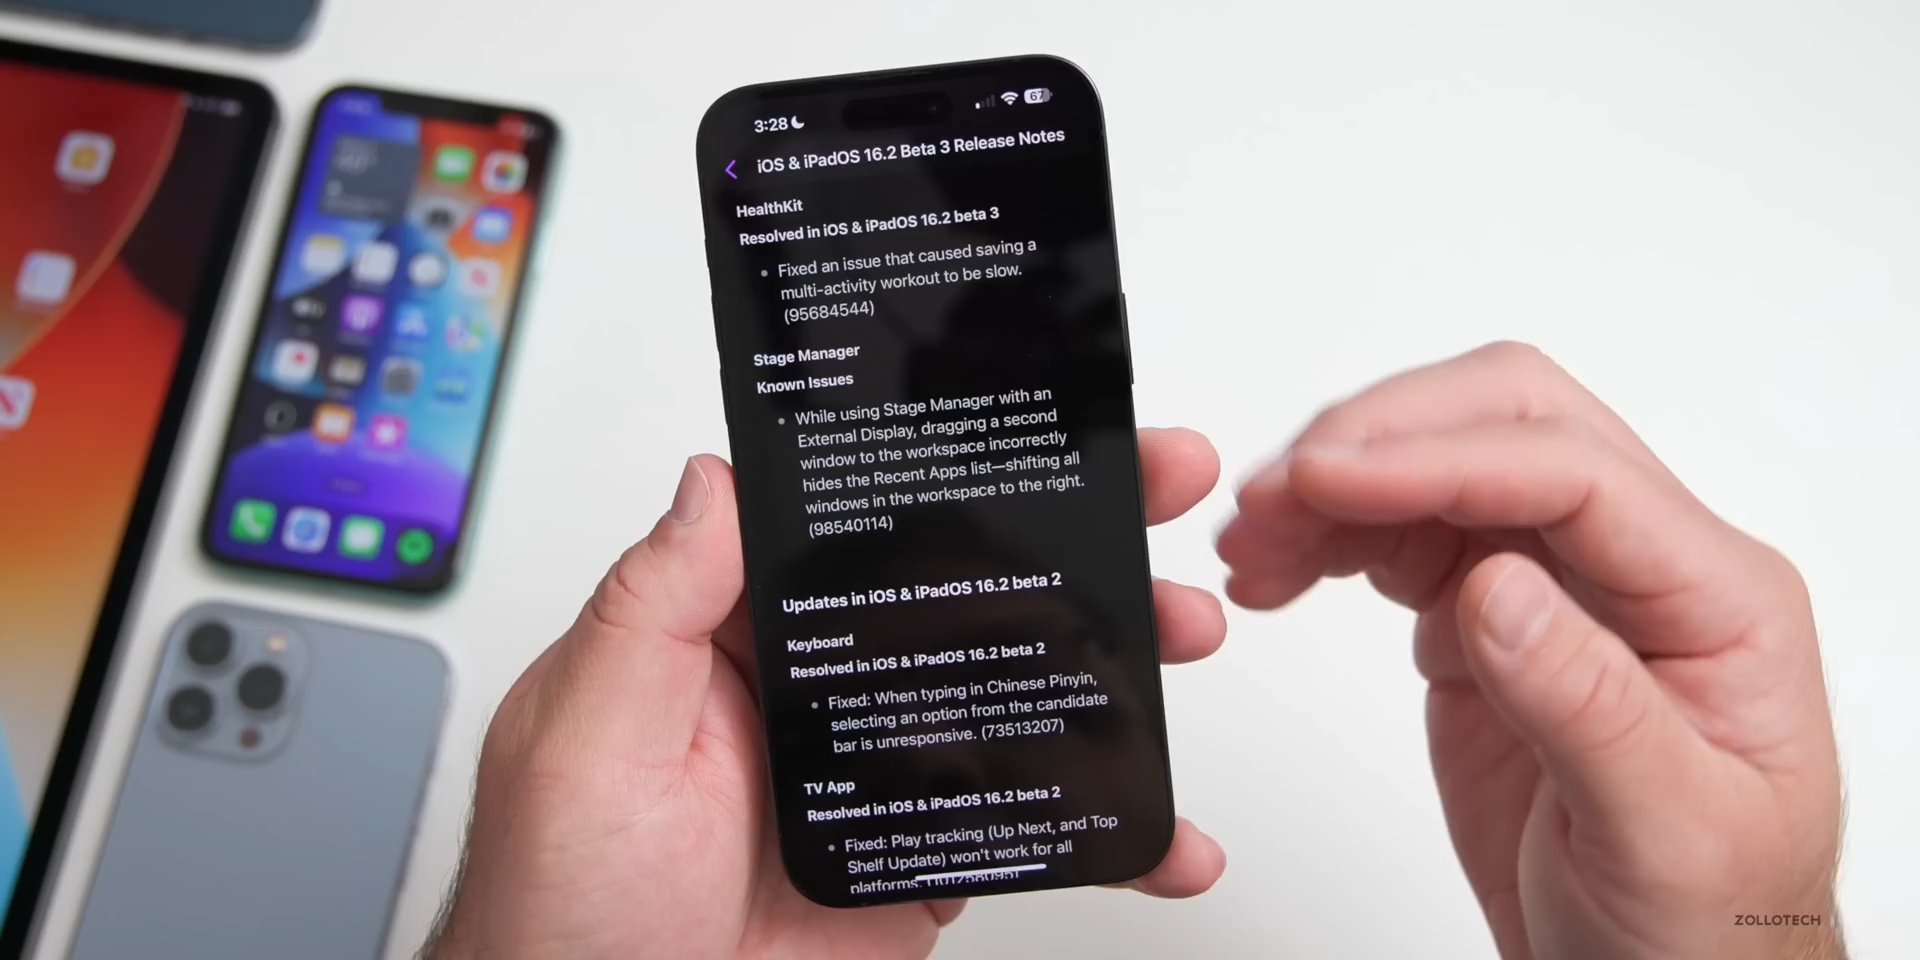 3:28
67
iOS & iPadOS 16.2 Beta 3 Release Notes
HealthKit
Resolved in iOS & iPadOS 16.2 beta 3
• Fixed an issue that caused saving a
multi-activity workout to be slow.
(95684544)
Stage Manager
Known Issues
• While using Stage Manager with an
External Display, dragging a second
window to the workspace incorrectly
hides the Recent Apps list—shifting all
windows in the workspace to the right.
(98540114)
Updates in iOS & iPadOS 16.2 beta 2
Keyboard
Resolved in iOS & iPadOS 16.2 beta 2
• Fixed: When typing in Chinese Pinyin,
selecting an option from the candidate
bar is unresponsive. (73513207)
TV App
Resolved in iOS & iPadOS 16.2 beta 2
• Fixed: Play tracking (Up Next, and Top
Shelf Update) won't work for all
platforms.
ZOLLOTECH